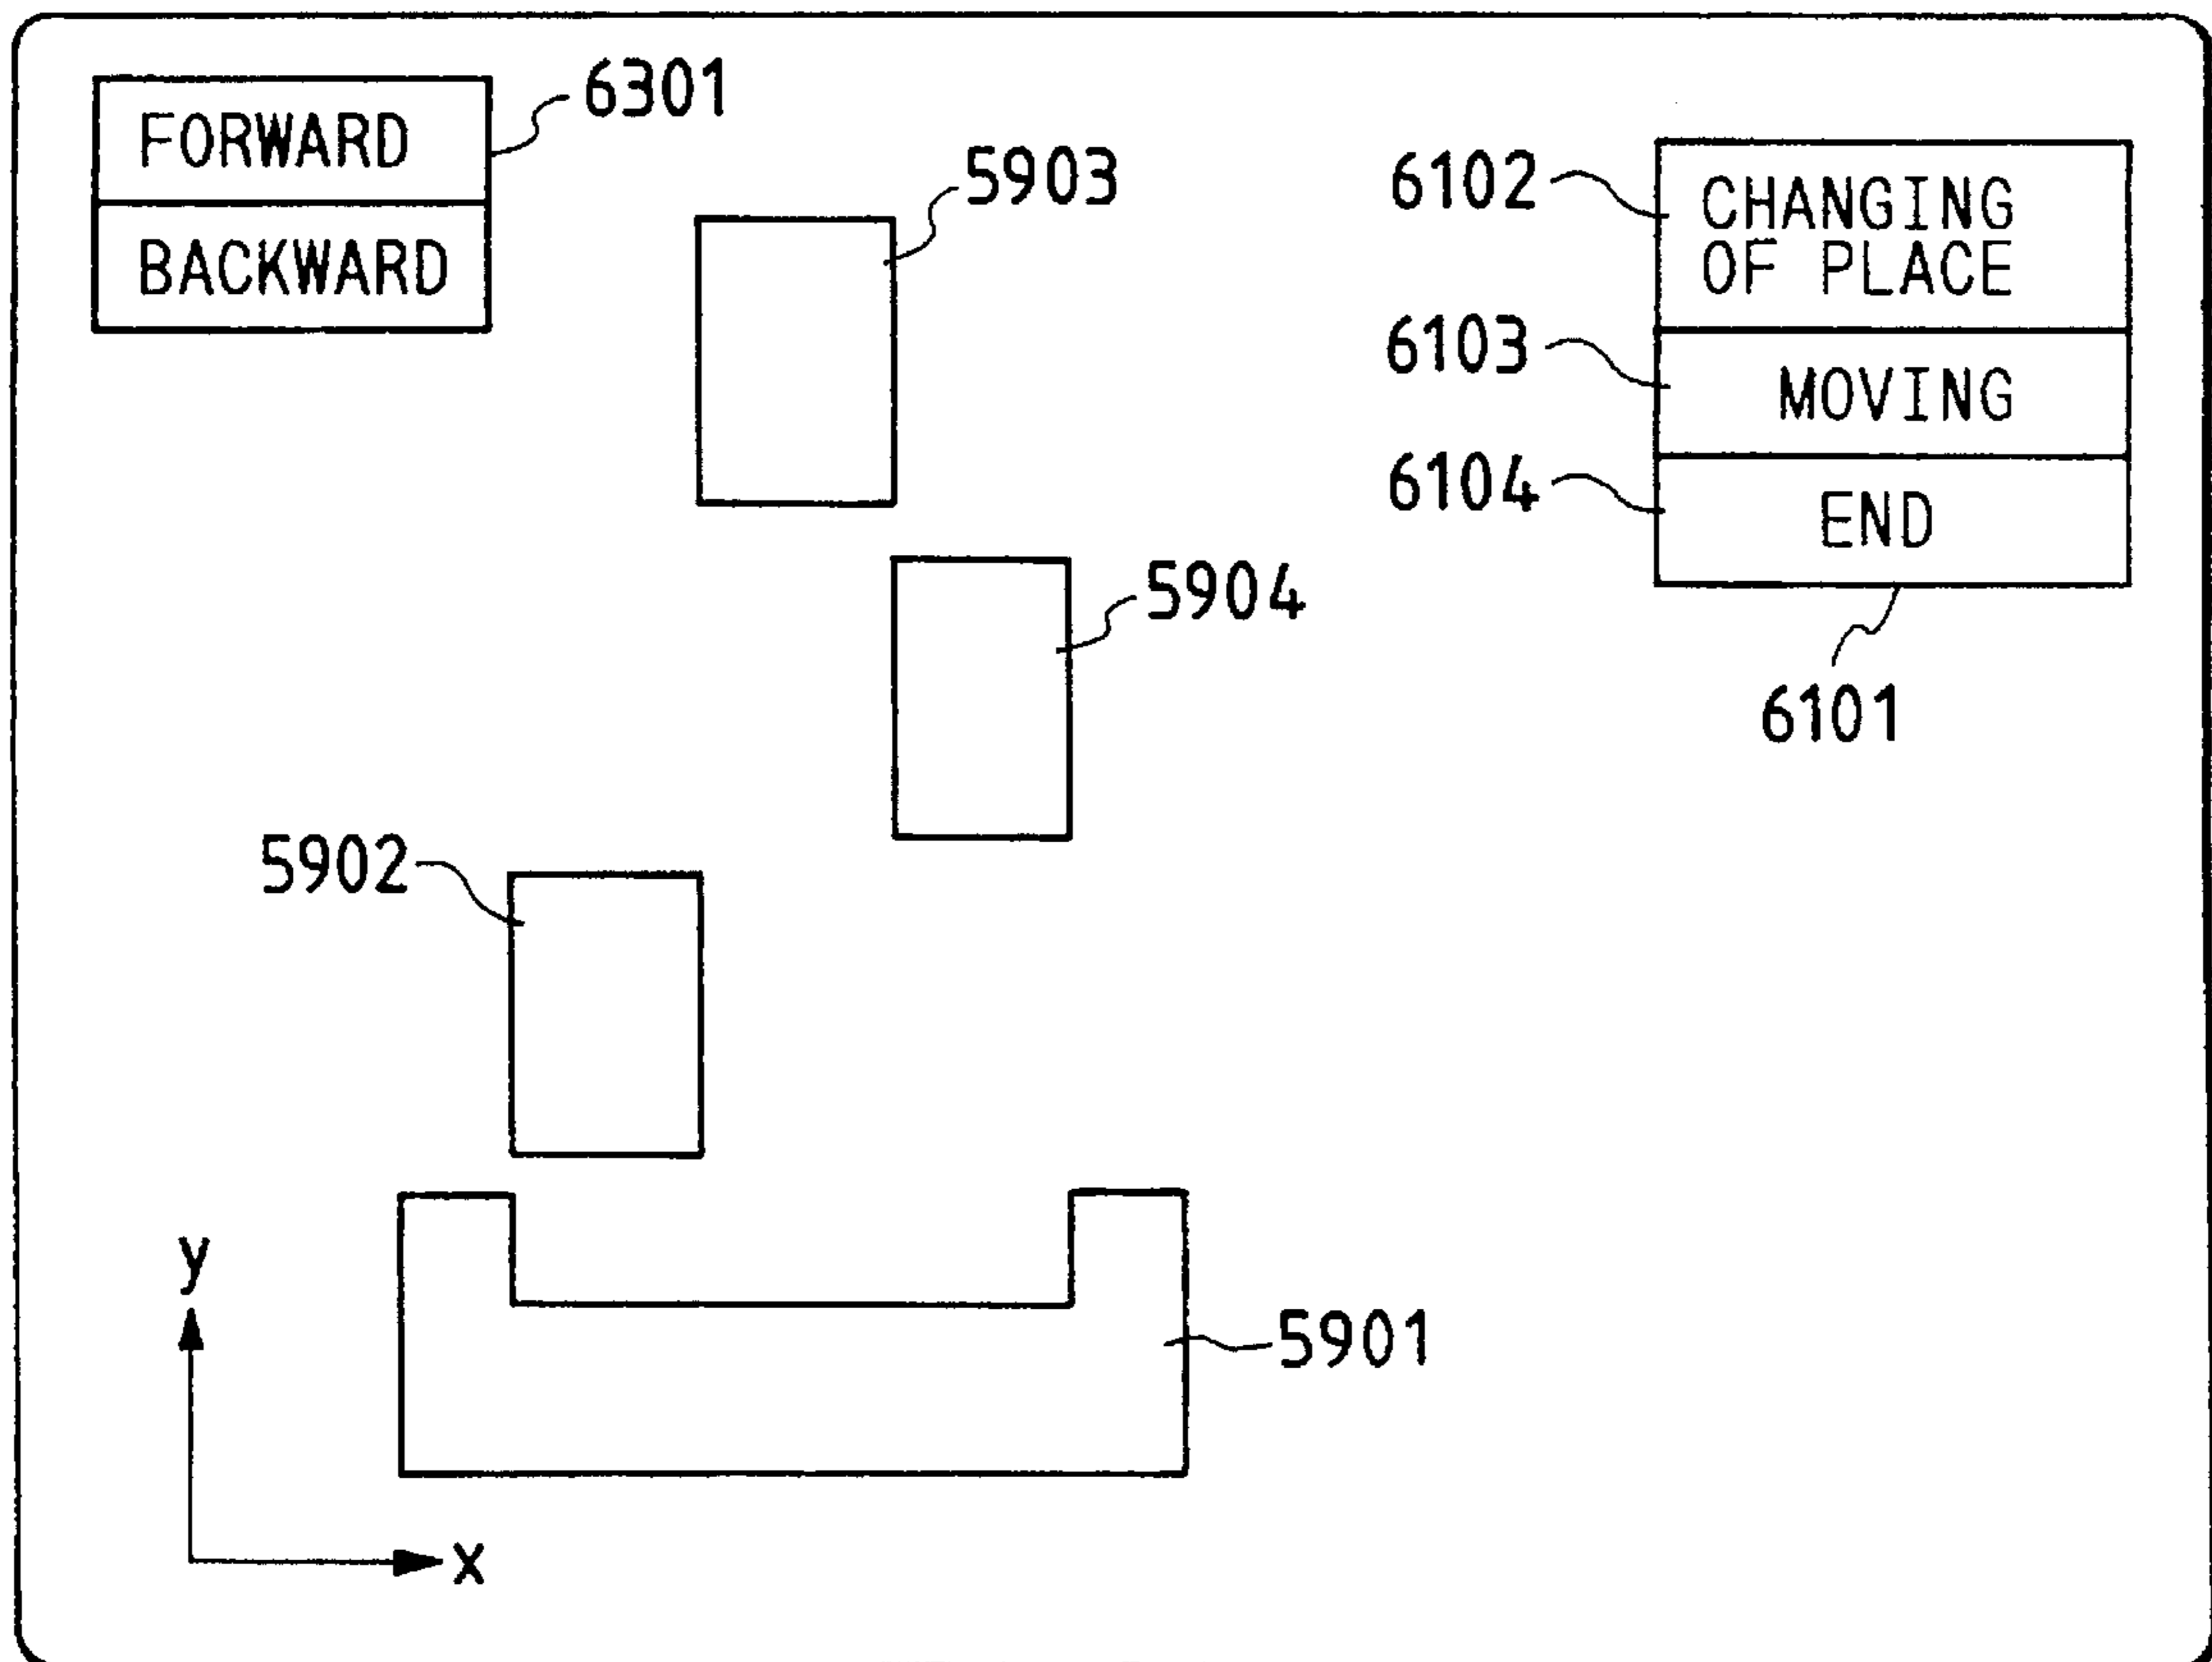 FORWARD
6301
BACKWARD
5903
6102
CHANGING
OF PLACE
6103
MOVING
6104
END
5904
6101
5902
y
5901
x